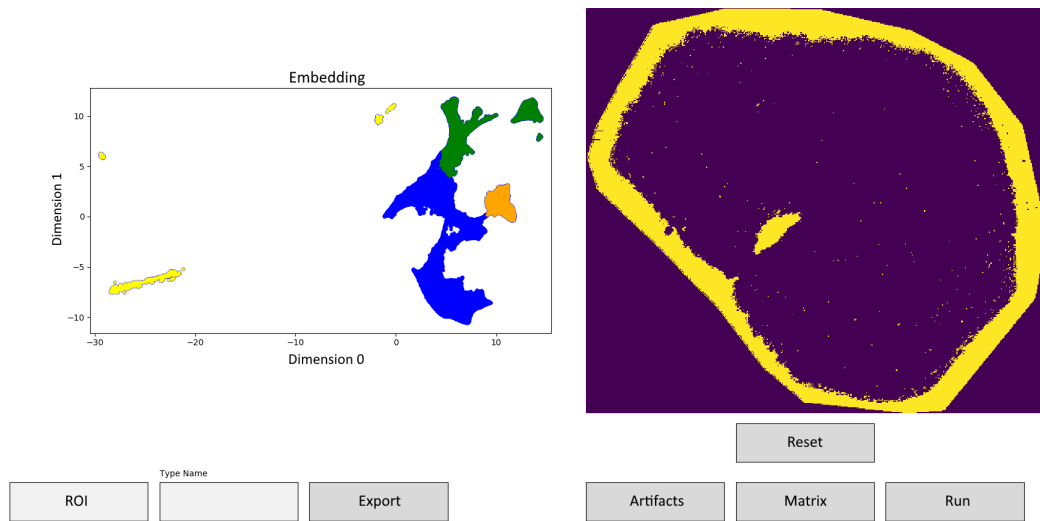 Embedding
10
5
0
−5
−10
Dimension 1
−30
−20
−10
0
10
Dimension 0
Reset
Type Name
ROI
Export
Artifacts
Matrix
Run